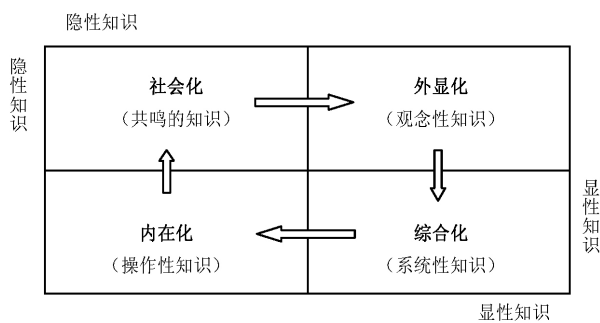 隐性知识
隐性知识
社会化
（共鸣的知识）
外显化
（观念性知识）
内在化
（操作性知识）
综合化
（系统性知识）
显性知识
显性知识